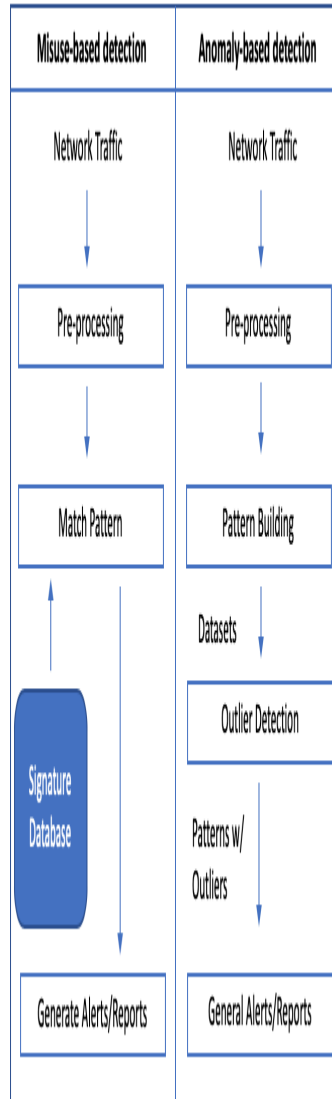 Misuse-based detection
Network Traffic
Pre-processing
Match Pattern
Signature
Database
Generate Alerts/Reports
Anomaly-based detection
Network Traffic
Pre-processing
Pattern Building
Datasets
Outlier Detection
Patterns w/
Outliers
General Alerts/Reports